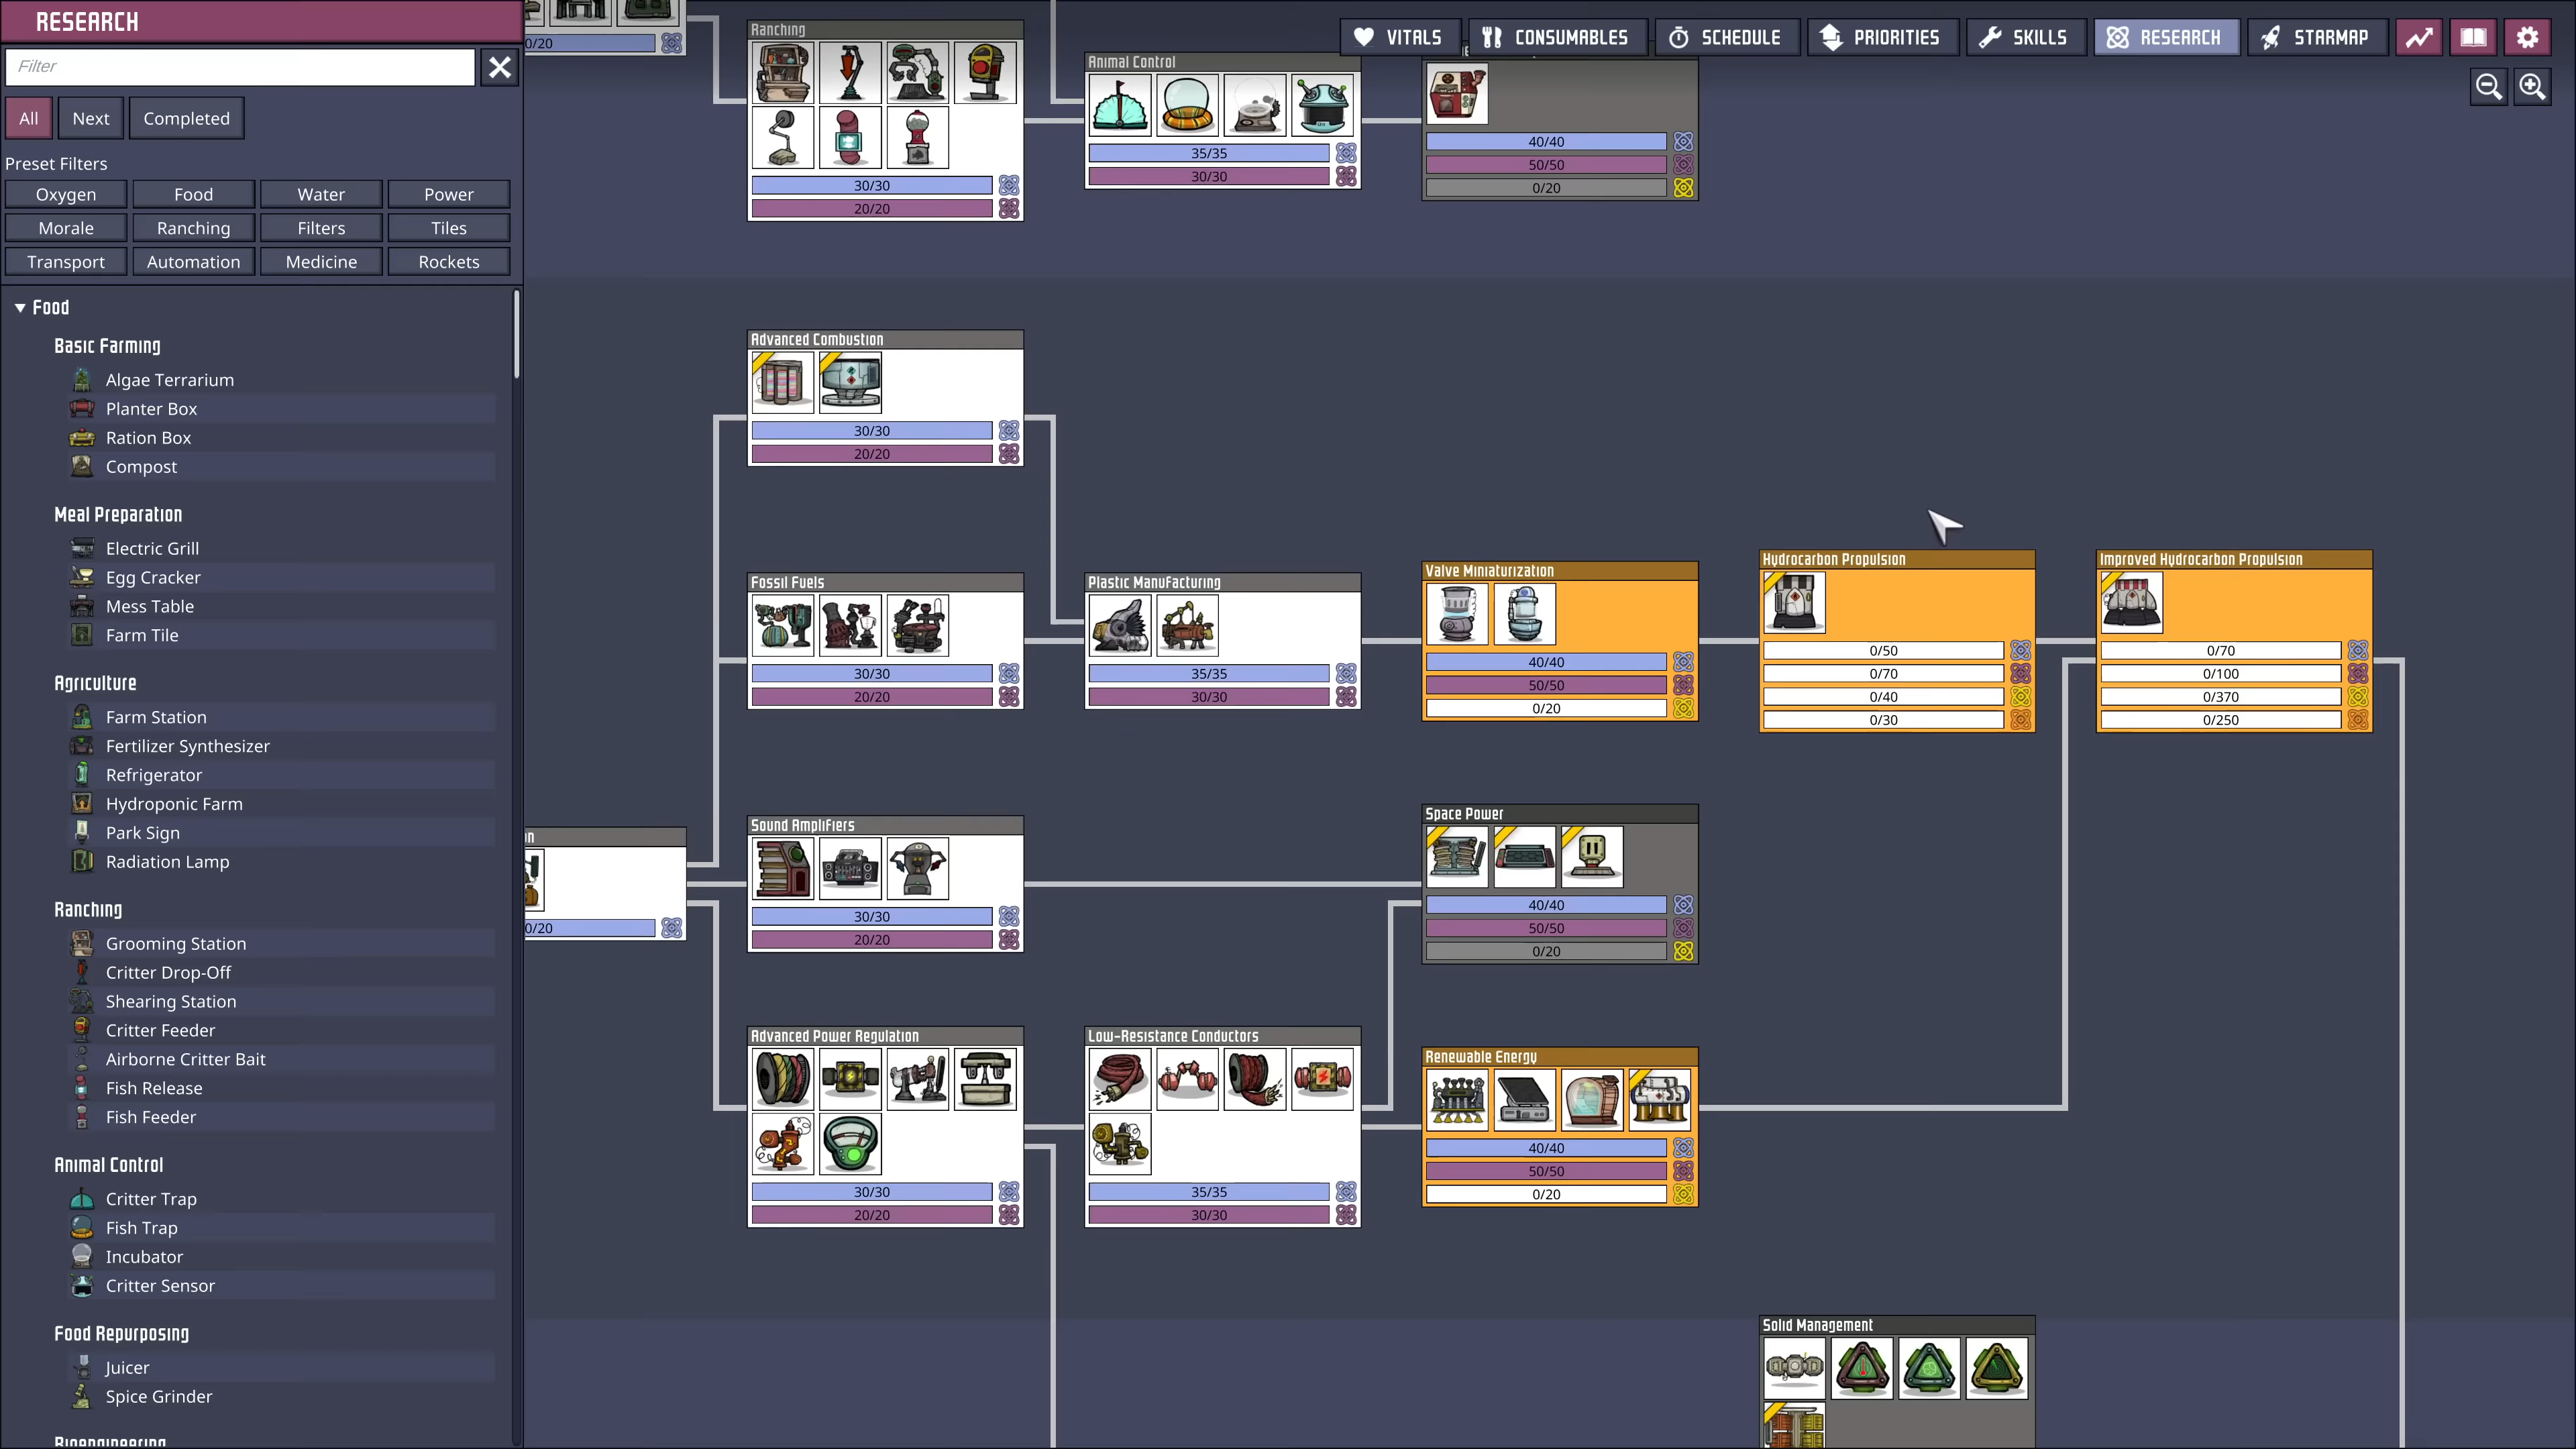 RESEARCH
Filter
All
Next
Completed
Preset Filters
Oxygen
Food
Water
Power
Morale
Ranching
Filters
Tiles
Transport
Automation
Medicine
Rockets
Food
Basic Farming
Algae Terrarium
Planter Box
Ration Box
Compost
Meal Preparation
Electric Grill
Egg Cracker
Mess Table
Farm Tile
Agriculture
Farm Station
Fertilizer Synthesizer
Refrigerator
Hydroponic Farm
Park Sign
Radiation Lamp
Ranching
Grooming Station
Critter Drop-Off
Shearing Station
Critter Feeder
Airborne Critter Bait
Fish Release
Fish Feeder
Animal Control
Critter Trap
Fish Trap
Incubator
Critter Sensor
Food Repurposing
Juicer
Spice Grinder
Bioengineering
VITALS
CONSUMABLES
SCHEDULE
PRIORITIES
SKILLS
RESEARCH
STARMAP
0/20
Ranching
30/30
20/20
Animal Control
35/35
30/30
40/40
50/50
0/20
Advanced Combustion
30/30
20/20
Fossil Fuels
30/30
20/20
Plastic Manufacturing
35/35
30/30
Valve Miniaturization
40/40
50/50
0/20
Hydrocarbon Propulsion
0/50
0/70
0/40
0/30
Improved Hydrocarbon Propulsion
0/70
0/100
0/370
0/250
on
0/20
Sound Amplifiers
30/30
20/20
Space Power
40/40
50/50
0/20
Advanced Power Regulation
30/30
20/20
Low-Resistance Conductors
35/35
30/30
Renewable Energy
40/40
50/50
0/20
Solid Management